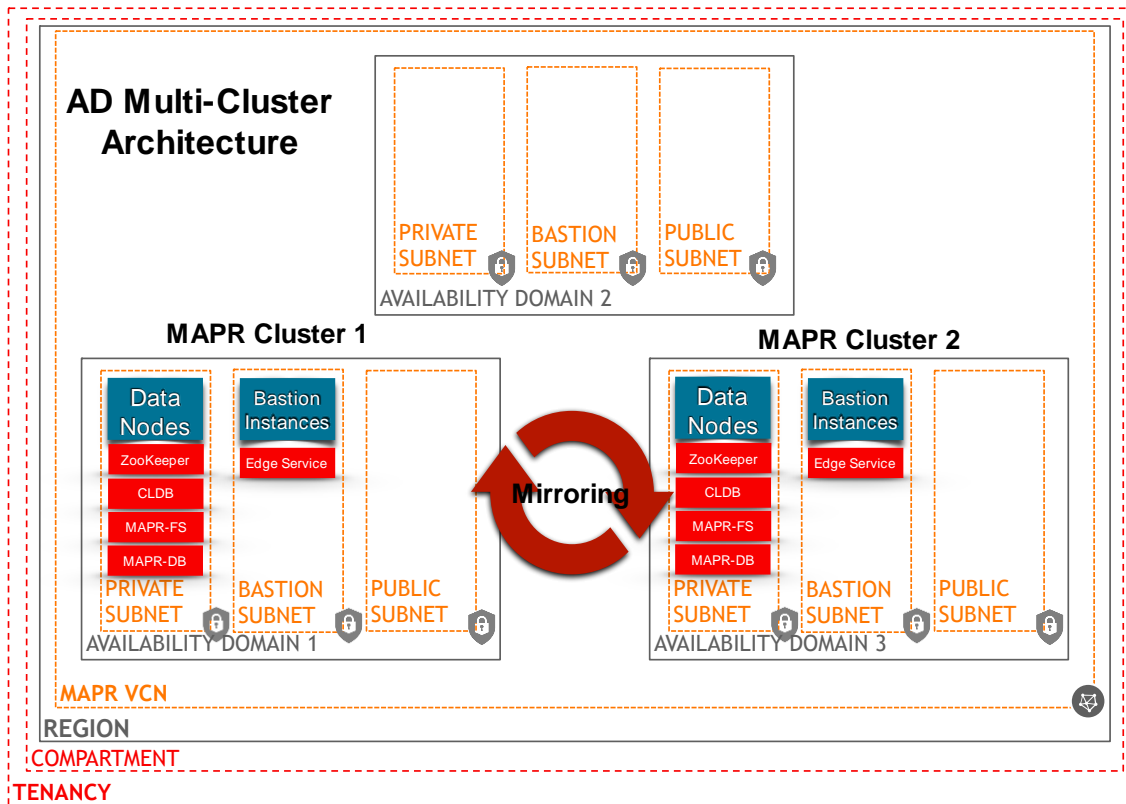 AD Multi-Cluster
Architecture
PRIVATE
SUBNET
BASTION
SUBNET
PUBLIC
SUBNET
AVAILABILITY DOMAIN 2
MAPR Cluster 1
Data
Nodes
ZooKeeper
CLDB
MAPR-FS
MAPR-DB
PRIVATE
SUBNET
Bastion
Instances
Edge Service
BASTION
SUBNET
PUBLIC
SUBNET
AVAILABILITY DOMAIN 1
Mirroring
MAPR Cluster 2
Data
Nodes
ZooKeeper
CLDB
MAPR-FS
MAPR-DB
PRIVATE
SUBNET
Bastion
Instances
Edge Service
BASTION
SUBNET
PUBLIC
SUBNET
AVAILABILITY DOMAIN 3
MAPR VCN
REGION
COMPARTMENT
TENANCY